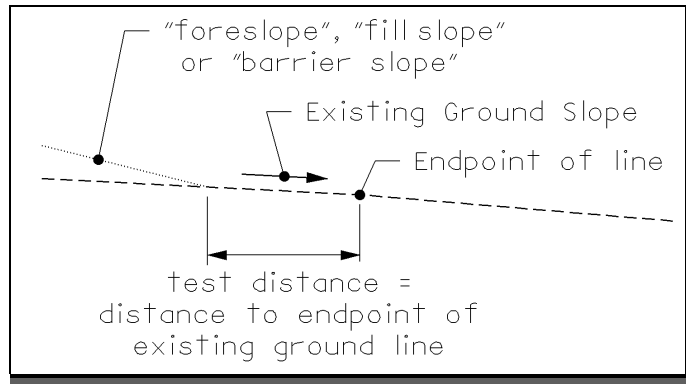 "foreslope", "fill slope"
or "barrier slope"
Existing Ground Slope
Endpoint of line
test distance =
distance to endpoint of
existing ground line